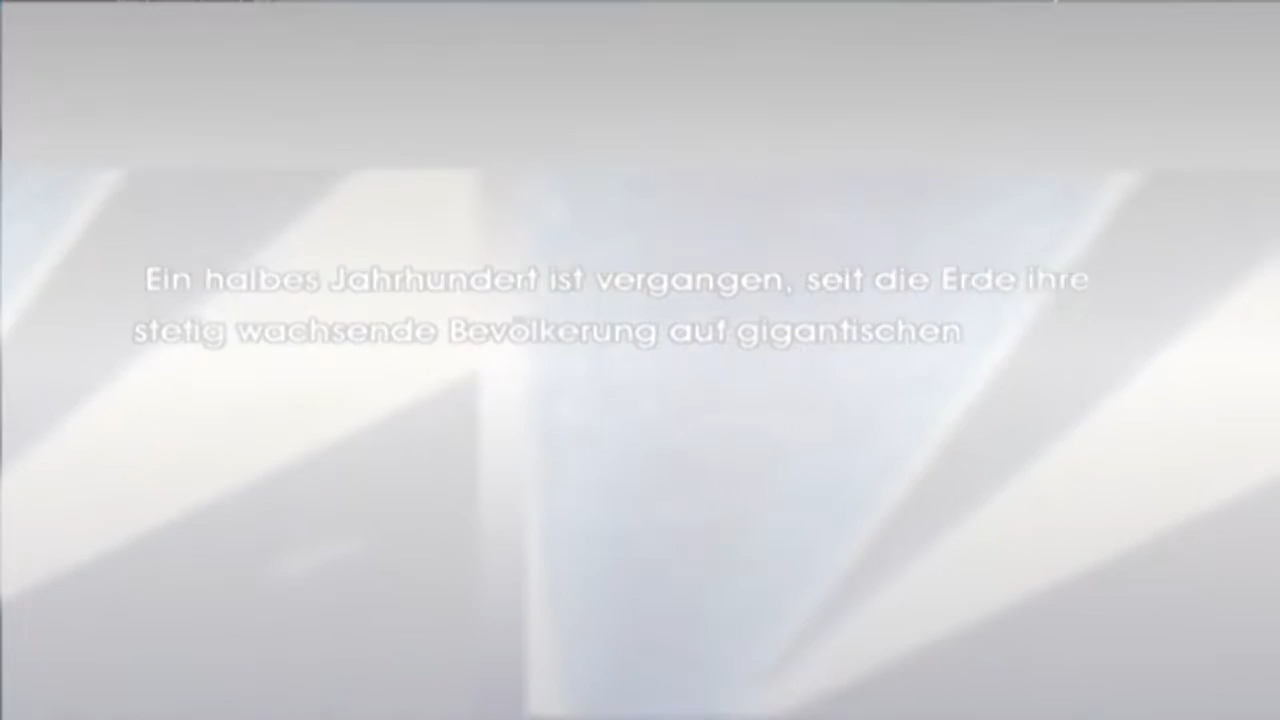 Ein halbes Jahrhundert ist vergangen, seit die Erde ihre
stetig wachsende Bevölkerung auf gigantischen